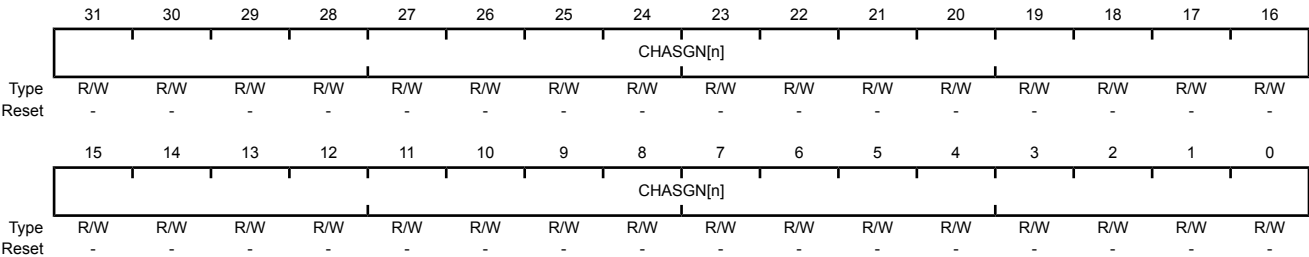 31 30 29 28 27 26 25 24 23 22 21 20 19 18 17 16
CHASGN[n]
Type R/W R/W R/W R/W R/W R/W R/W R/W R/W R/W R/W R/W R/W R/W R/W R/W
Reset - - - - - - - - - - - - - - - -
15 14 13 12 11 10 9 8 7 6 5 4 3 2 1 0
CHASGN[n]
Type R/W R/W R/W R/W R/W R/W R/W R/W R/W R/W R/W R/W R/W R/W R/W R/W
Reset - - - - - - - - - - - - - - - -